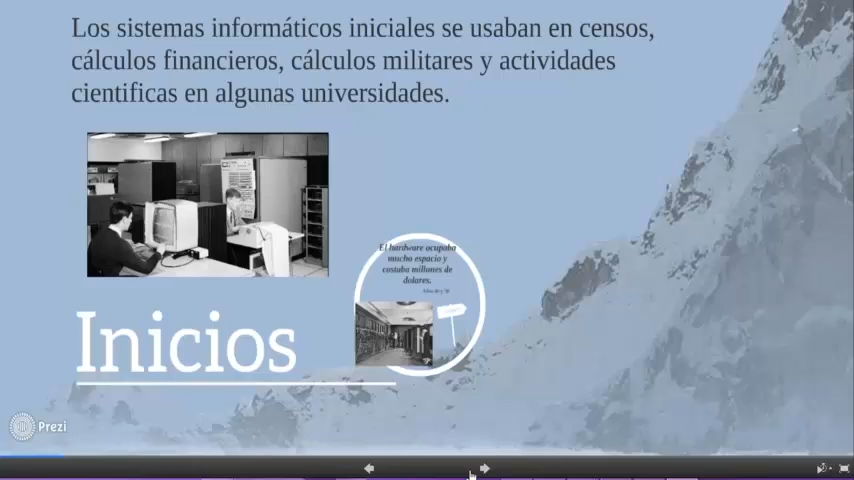 Los sistemas informáticos iniciales se usaban en censos,
cálculos financieros, cálculos militares y actividades
cientificas en algunas universidades.
El hardware ocupaba
mucho espacio y
costaba millones de
dolares.
Inicios
Prezi